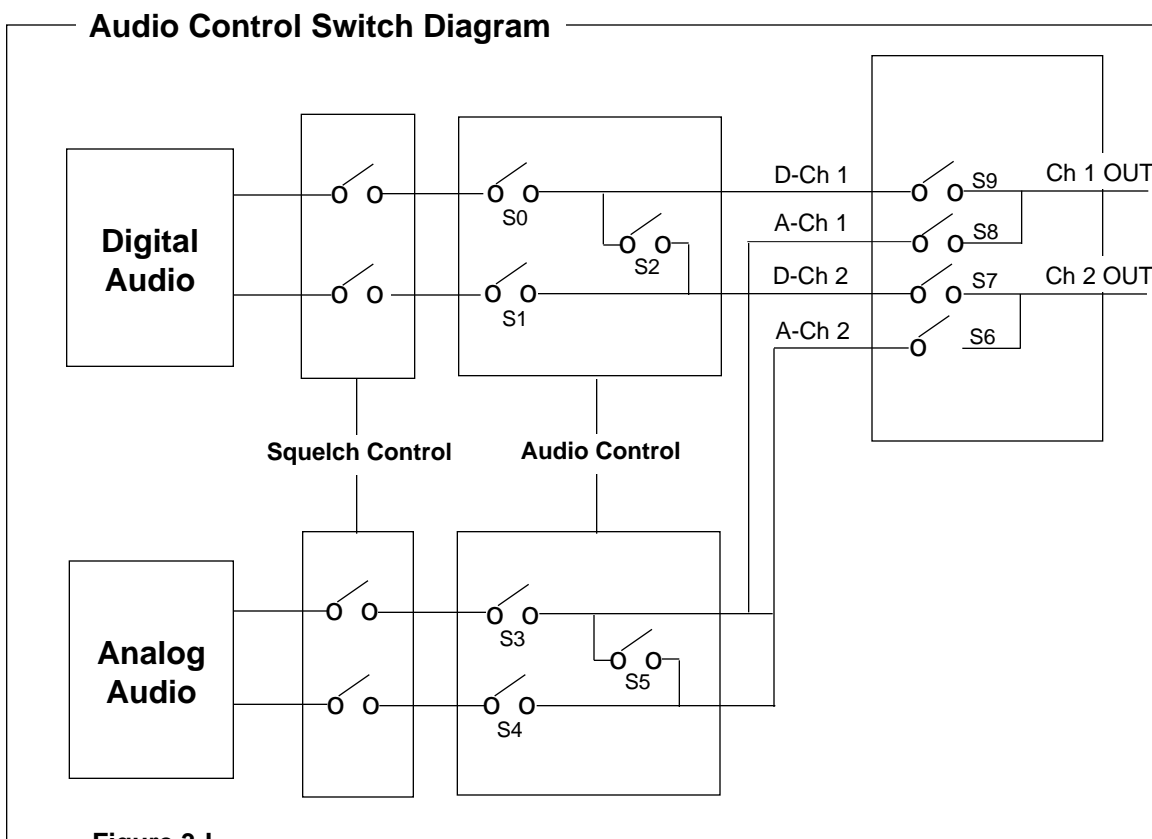 Audio Control Switch Diagram
Digital
Audio
S0
S1
S2
D-Ch 1
A-Ch 1
D-Ch 2
A-Ch 2
S9
S8
S7
S6
Ch 1 OUT
Ch 2 OUT
Squelch Control
Audio Control
Analog
Audio
S3
S4
S5